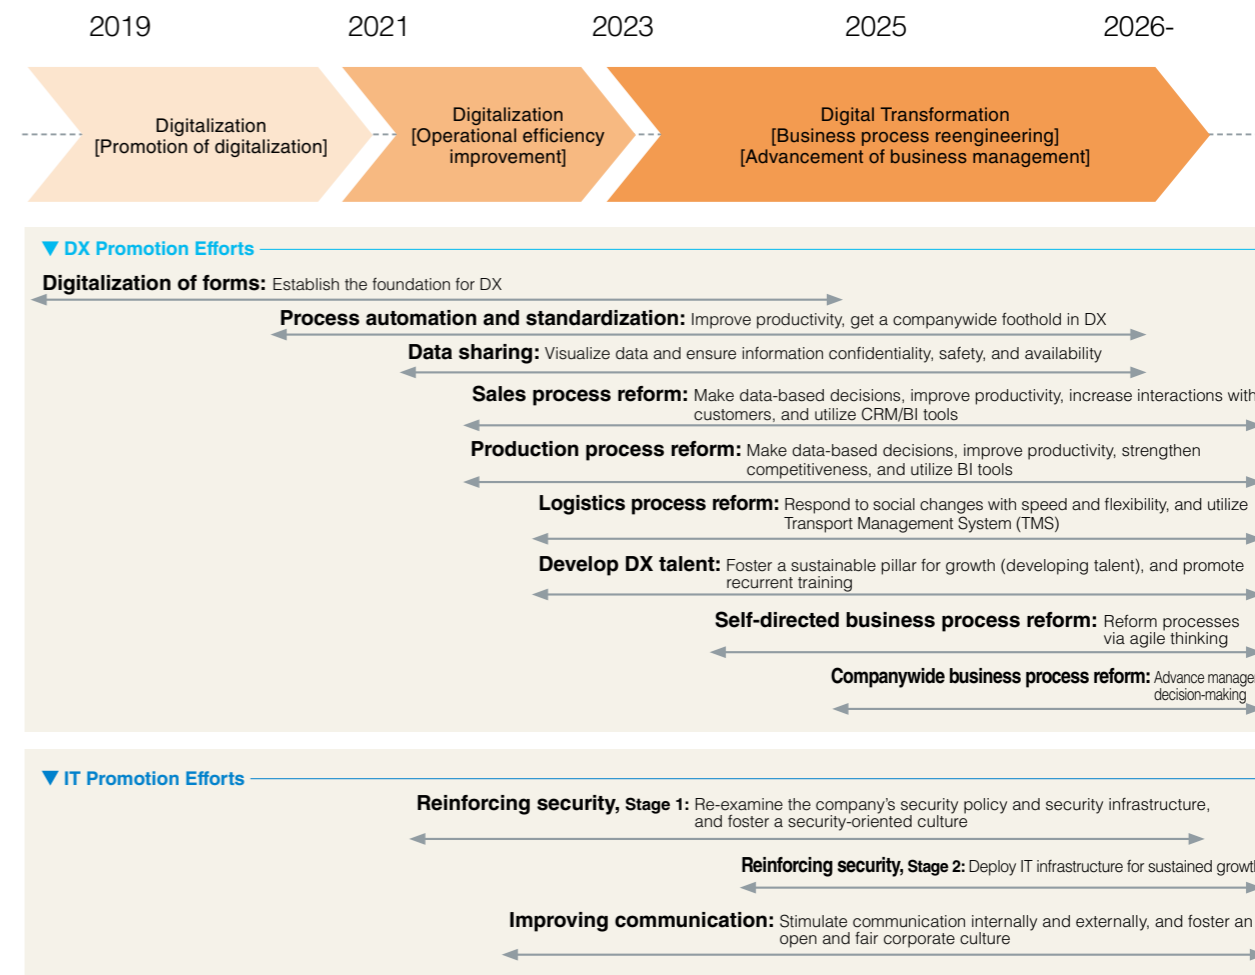 2019 2021 2023 2025 2026-
Digitalization
[Promotion of digitalization]
Digitalization
[Operational efficiency
improvement]
Digital Transformation
[Business process reengineering]
[Advancement of business management]
▼ DX Promotion Efforts
Digitalization of forms: Establish the foundation for DX
Process automation and standardization: Improve productivity, get a companywide foothold in DX
Data sharing: Visualize data and ensure information confidentiality, safety, and availability
Sales process reform: Make data-based decisions, improve productivity, increase interactions with
customers, and utilize CRM/BI tools
Production process reform: Make data-based decisions, improve productivity, strengthen
competitiveness, and utilize BI tools
Logistics process reform: Respond to social changes with speed and flexibility, and utilize
Transport Management System (TMS)
Develop DX talent: Foster a sustainable pillar for growth (developing talent), and promote
recurrent training
Self-directed business process reform: Reform processes
via agile thinking
Companywide business process reform: Advance
decision-making
▼ IT Promotion Efforts
Reinforcing security, Stage 1: Re-examine the company's security policy and security infrastructure,
and foster a security-oriented culture
Reinforcing security, Stage 2: Deploy IT infrastructure for sustained growth
Improving communication: Stimulate communication internally and externally, and foster an
open and fair corporate culture